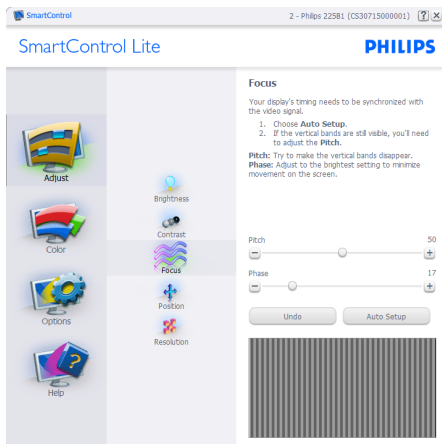 SmartControl
2 - Philips 225B1 (CS30715000001)
SmartControl Lite
PHILIPS
Adjust
Color
Options
Help
Brightness
Contrast
Focus
Position
Resolution
Focus
Your display's timing needs to be synchronized with
the video signal.
1. Choose Auto Setup.
2. If the vertical bands are still visible, you'll need
to adjust the Pitch.
Pitch: Try to make the vertical bands disappear.
Phase: Adjust to the brightest setting to minimize
movement on the screen.
Pitch 50
Phase 17
Undo Auto Setup